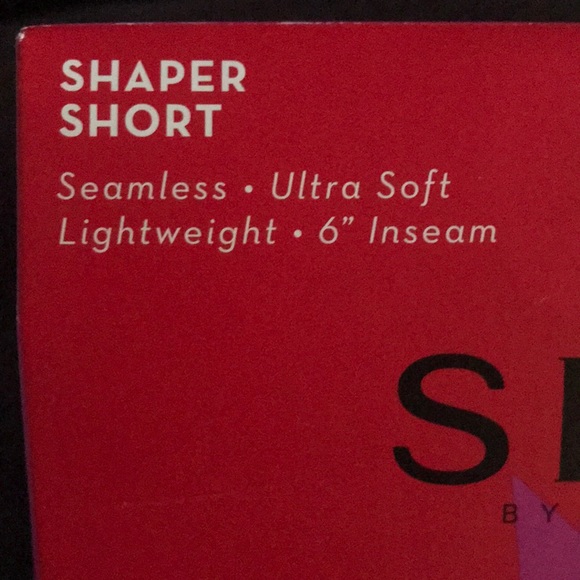 SHAPER
SHORT
Seamless • Ultra Soft
Lightweight • 6” Inseam
S
BY